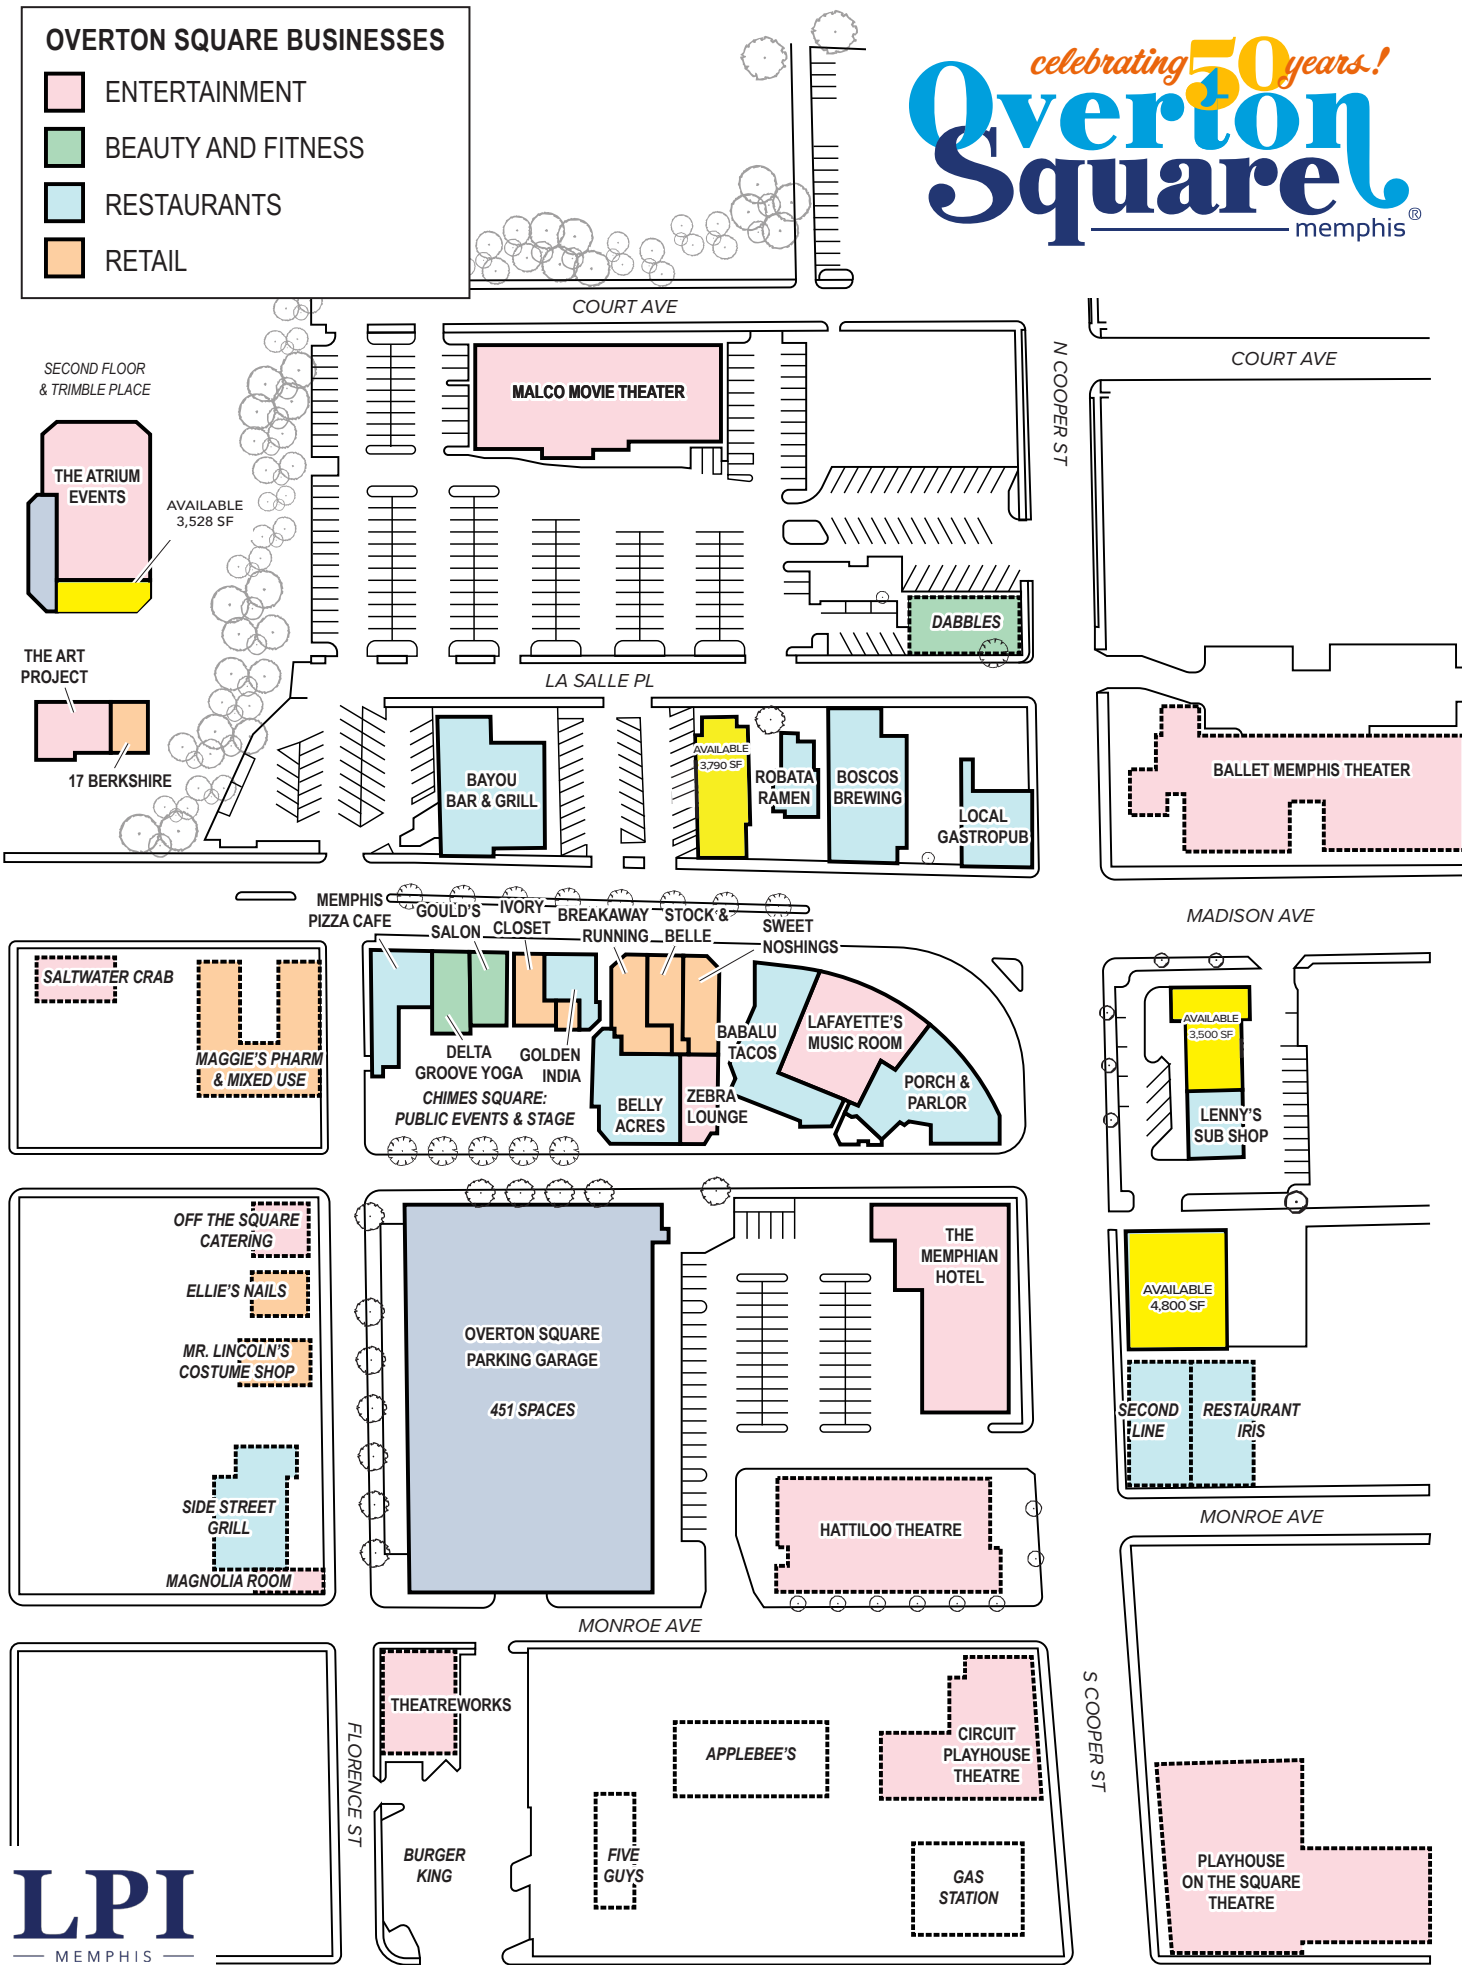 OVERTON SQUARE BUSINESSES
ENTERTAINMENT
BEAUTY AND FITNESS
RESTAURANTS
RETAIL
celebrating 50 years!
Overton
Square
memphis®
COURT AVE
N COOPER ST
COURT AVE
SECOND FLOOR
& TRIMBLE PLACE
MALCO MOVIE THEATER
THE ATRIUM
EVENTS
AVAILABLE
3,528 SF
DABBLES
THE ART
PROJECT
17 BERKSHIRE
LA SALLE PL
BAYOU
BAR & GRILL
AVAILABLE
3,790 SF
ROBATA
RAMEN
BOSCOS
BREWING
LOCAL
GASTROPUB
BALLET MEMPHIS THEATER
MADISON AVE
MEMPHIS
PIZZA CAFE
GOULD'S
SALON
IVORY
CLOSET
BREAKAWAY
RUNNING
STOCK &
BELLE
SWEET
NOSHINGS
SALTWATER CRAB
MAGGIE'S PHARM
& MIXED USE
DELTA
GROOVE YOGA
GOLDEN
INDIA
CHIMES SQUARE:
PUBLIC EVENTS & STAGE
BELLY
ACRES
ZEBRA
LOUNGE
BABALU
TACOS
LAFAYETTE'S
MUSIC ROOM
PORCH &
PARLOR
AVAILABLE
3,500 SF
LENNY'S
SUB SHOP
OFF THE SQUARE
CATERING
ELLIE'S NAILS
MR. LINCOLN'S
COSTUME SHOP
SIDE STREET
GRILL
MAGNOLIA ROOM
OVERTON SQUARE
PARKING GARAGE
451 SPACES
THE
MEMPHIAN
HOTEL
AVAILABLE
4,800 SF
SECOND
LINE
RESTAURANT
IRIS
HATTILOO THEATRE
MONROE AVE
MONROE AVE
THEATREWORKS
FLORENCE ST
APPLEBEE'S
CIRCUIT
PLAYHOUSE
THEATRE
S COOPER ST
BURGER
KING
FIVE
GUYS
GAS
STATION
PLAYHOUSE
ON THE SQUARE
THEATRE
LPI
MEMPHIS